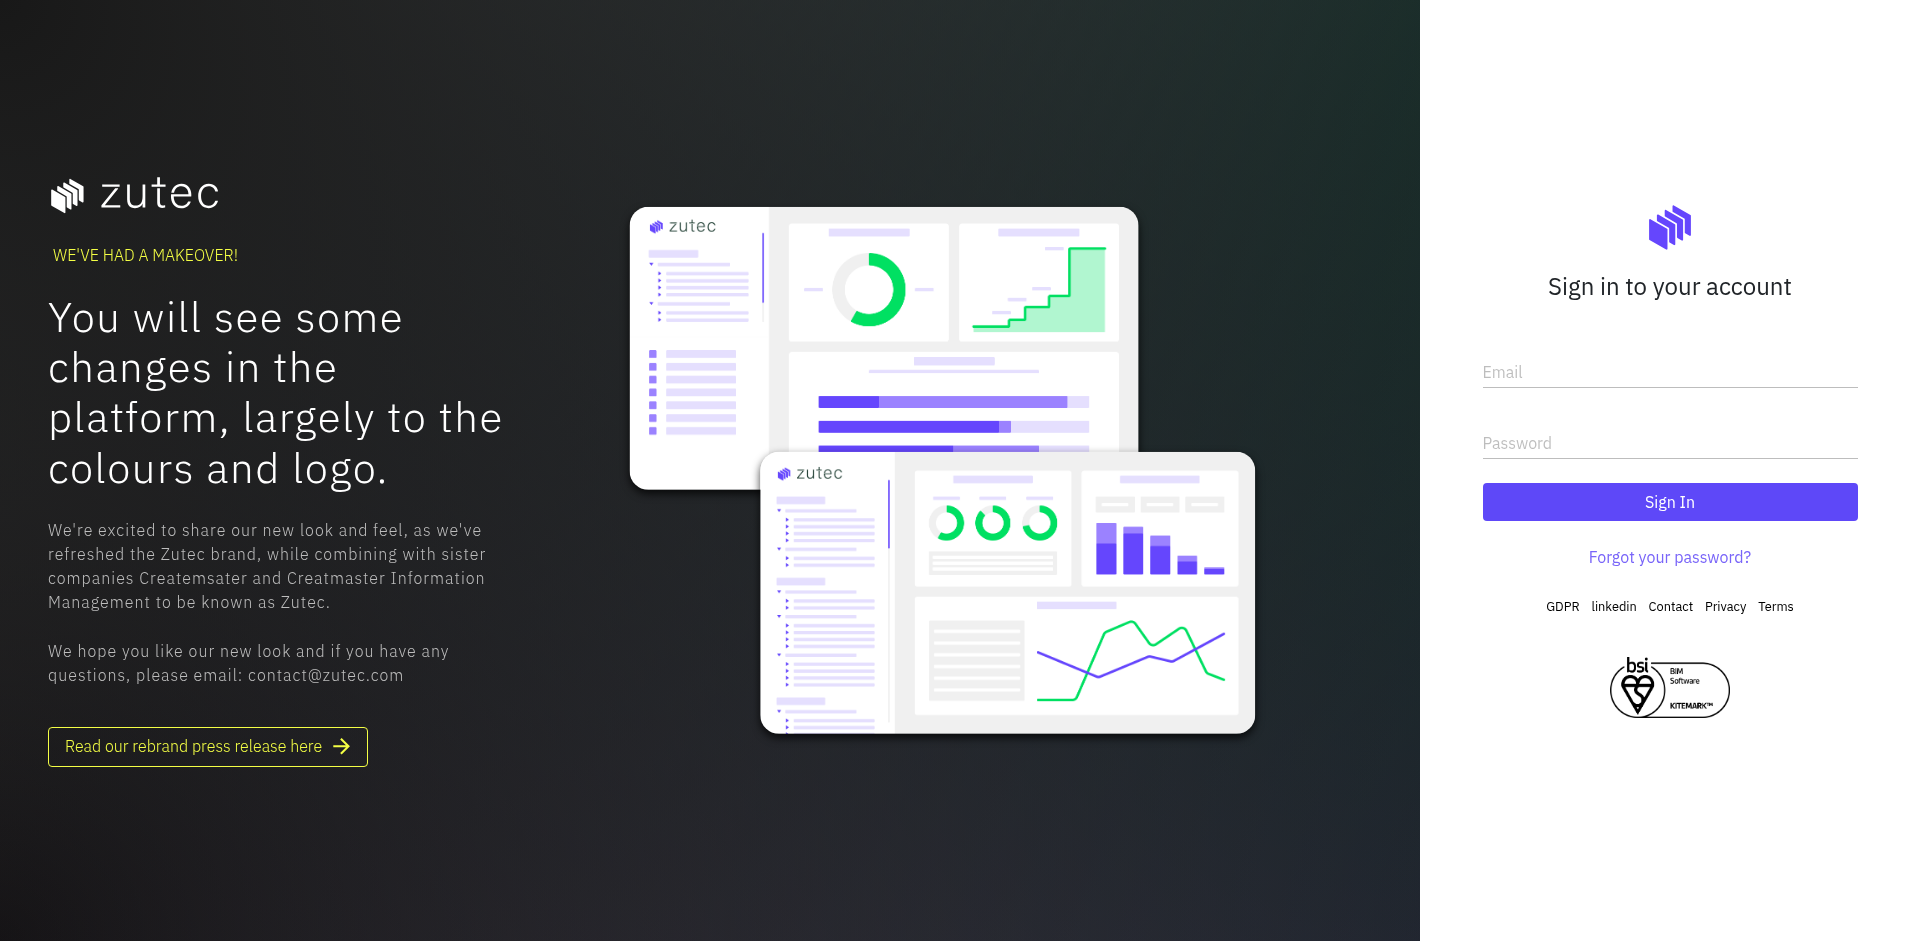 zutec
WE'VE HAD A MAKEOVER!
You will see some
changes in the
platform, largely to the
colours and logo.
We're excited to share our new look and feel, as we've
refreshed the Zutec brand, while combining with sister
companies Createmsater and Creatmaster Information
Management to be known as Zutec.
We hope you like our new look and if you have any
questions, please email: contact@zutec.com
Read our rebrand press release here
zutec
zutec
Sign in to your account
Email
Password
Sign In
Forgot your password?
GDPR linkedin Contact Privacy Terms
bsi
BIM
Software
KITEMARK™